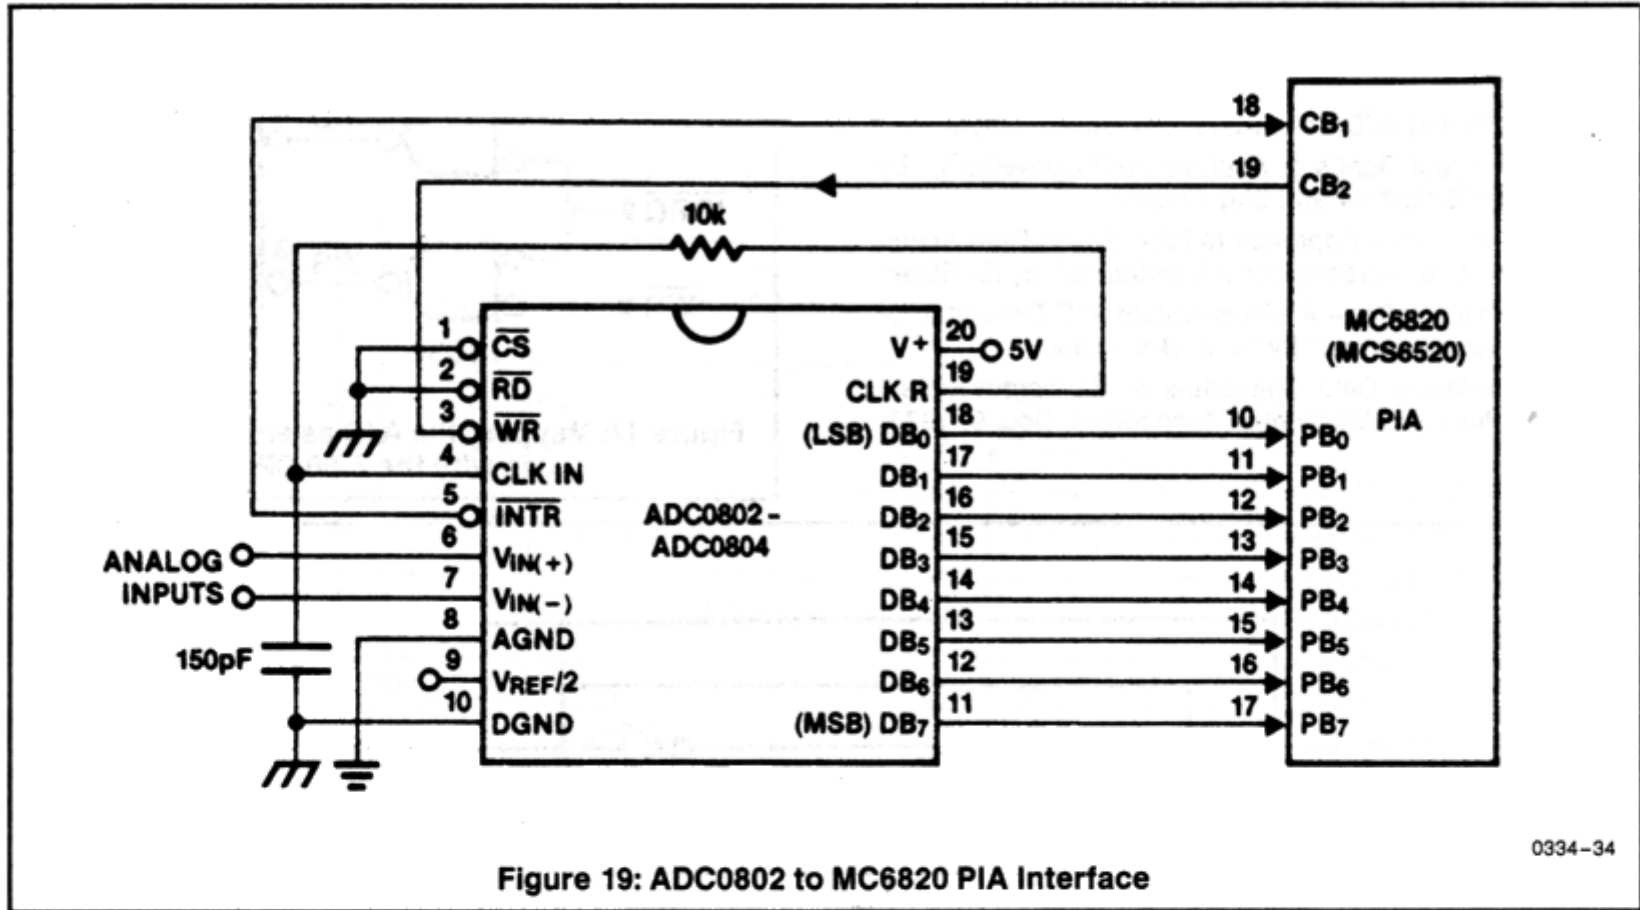 18
CB1
19
CB2
10k
MC6820
(MCS6520)
PIA
1
CS
2
RD
3
WR
4
CLK IN
5
INTR
6
VIN(+)
7
VIN(-)
8
AGND
9
VREF/2
10
DGND
ANALOG
INPUTS
150pF
ADC0802 -
ADC0804
V+
20
5V
CLK R
19
(LSB) DB0
18
DB1
17
DB2
16
DB3
15
DB4
14
DB5
13
DB6
12
(MSB) DB7
11
10
PB0
11
PB1
12
PB2
13
PB3
14
PB4
15
PB5
16
PB6
17
PB7
0334-34
Figure 19: ADC0802 to MC6820 PIA Interface